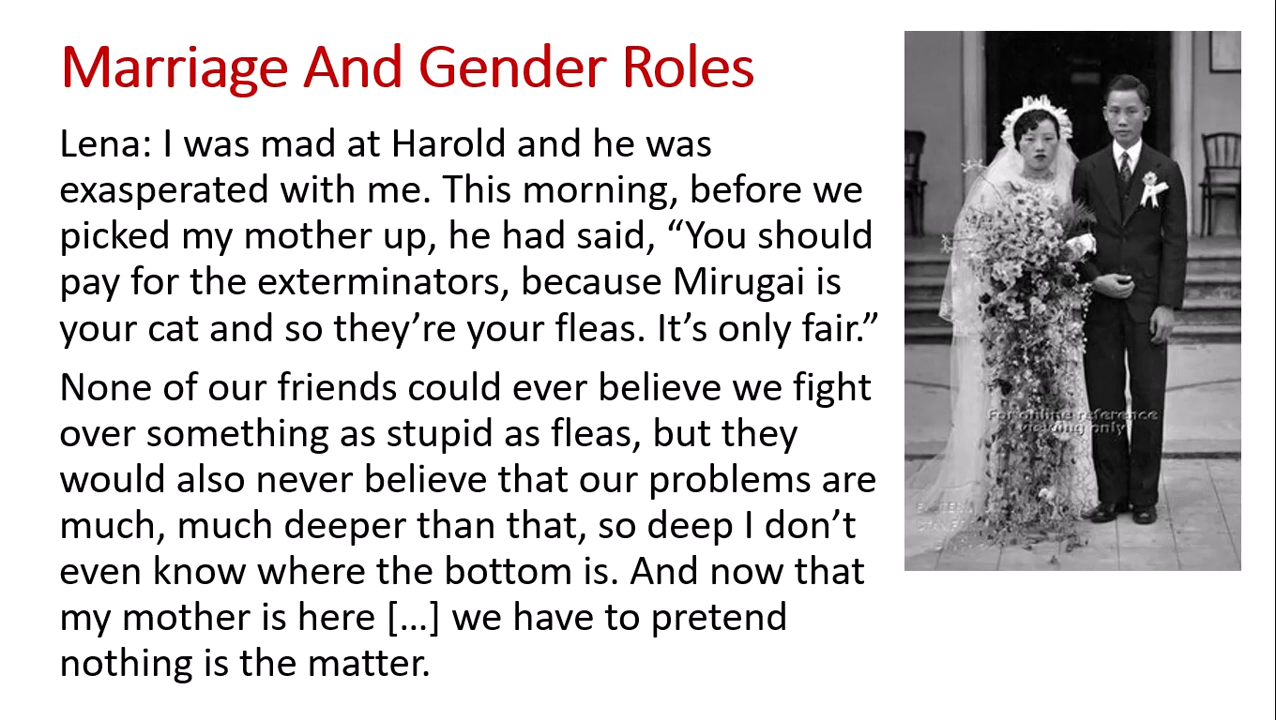 Marriage And Gender Roles
Lena: I was mad at Harold and he was
exasperated with me. This morning, before we
picked my mother up, he had said, “You should
pay for the exterminators, because Mirugai is
your cat and so they’re your fleas. It’s only fair.”
None of our friends could ever believe we fight
over something as stupid as fleas, but they
would also never believe that our problems are
much, much deeper than that, so deep I don’t
even know where the bottom is. And now that
my mother is here […] we have to pretend
nothing is the matter.
For online reference
viewing only